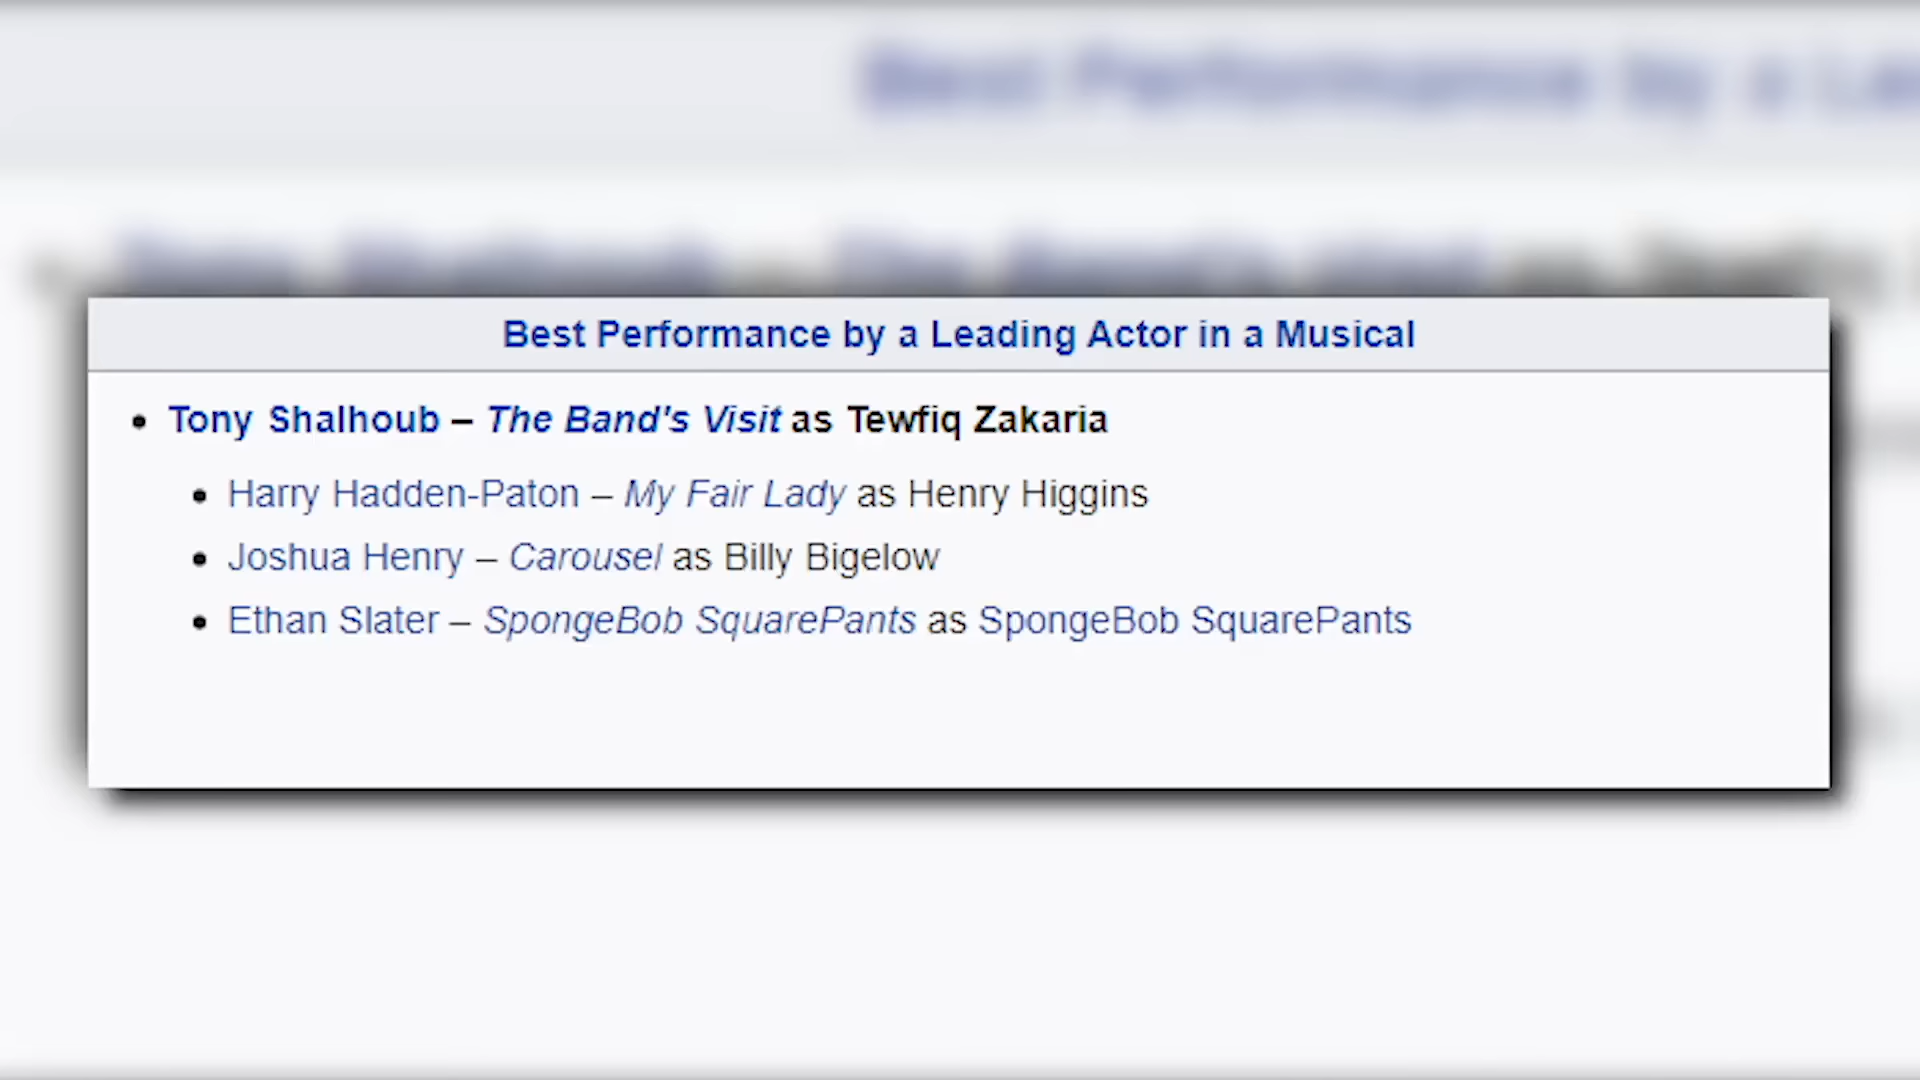 Best Performance by a Leading Actor in a Musical
• Tony Shalhoub – The Band's Visit as Tewfiq Zakaria
• Harry Hadden-Paton – My Fair Lady as Henry Higgins
• Joshua Henry – Carousel as Billy Bigelow
• Ethan Slater – SpongeBob SquarePants as SpongeBob SquarePants